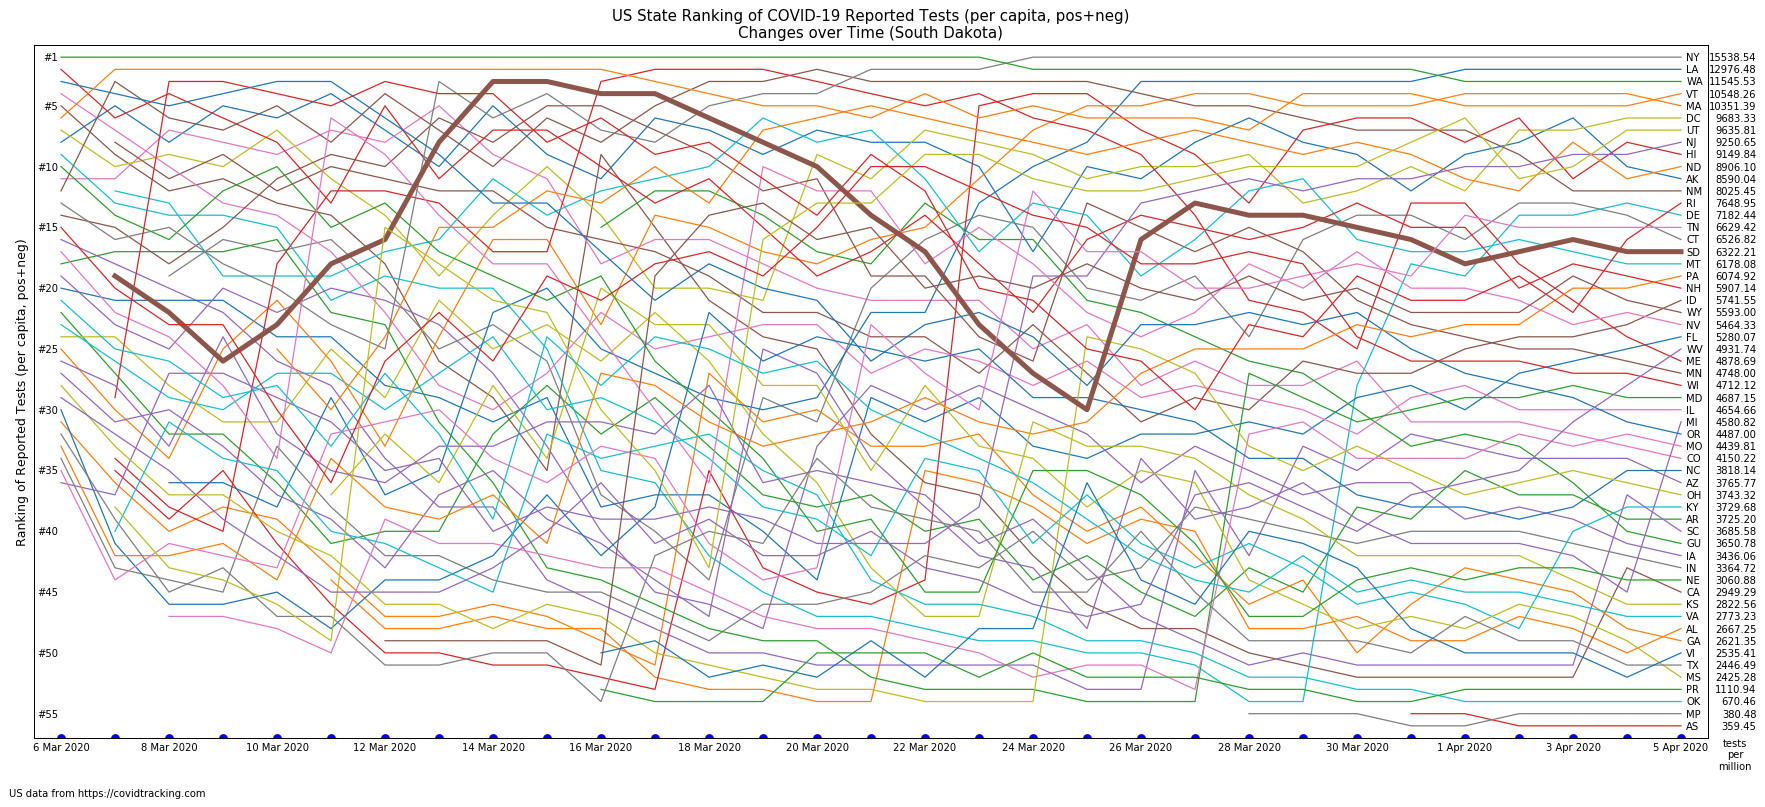 US State Ranking of COVID-19 Reported Tests (per capita, pos+neg)
Changes over Time (South Dakota)
Ranking of Reported Tests (per capita, pos+neg)
#1
#5
#10
#15
#20
#25
#30
#35
#40
#45
#50
#55
NY 15538.54
LA 12976.48
WA 11545.53
VT 10548.26
MA 10351.39
DC 9683.33
UT 9635.81
NJ 9250.65
HI 9149.84
ND 8906.10
AK 8590.04
NM 8025.45
RI 7648.95
DE 7182.44
TN 6629.42
CT 6526.82
SD 6322.21
MT 6178.08
PA 6074.92
NH 5907.14
ID 5741.55
WY 5593.00
NV 5464.33
FL 5280.07
WV 4931.74
ME 4878.69
MN 4748.00
WI 4712.12
MD 4687.15
IL 4654.66
MI 4580.82
OR 4487.00
MO 4439.81
CO 4150.22
NC 3818.14
AZ 3765.77
OH 3743.32
KY 3729.68
AR 3725.20
SC 3685.58
GU 3650.78
IA 3436.06
IN 3364.72
NE 3060.88
CA 2949.29
KS 2822.56
VA 2773.23
AL 2667.25
GA 2621.35
VI 2535.41
TX 2446.49
MS 2425.28
PR 1110.94
OK 670.46
MP 380.48
AS 359.45
6 Mar 2020 8 Mar 2020 10 Mar 2020 12 Mar 2020 14 Mar 2020 16 Mar 2020 18 Mar 2020 20 Mar 2020 22 Mar 2020 24 Mar 2020 26 Mar 2020 28 Mar 2020 30 Mar 2020 1 Apr 2020 3 Apr 2020 5 Apr 2020
tests
per
million
US data from https://covidtracking.com